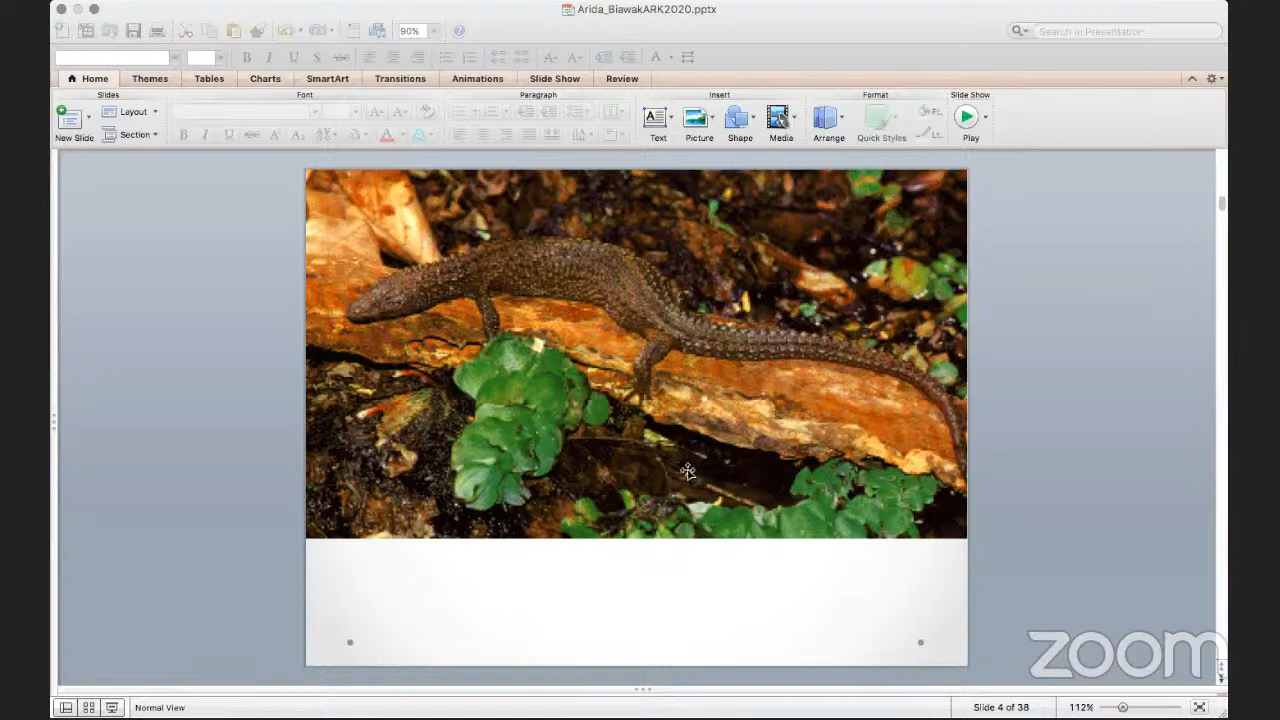 Arida_BiawakARK2020.pptx
90%
Search in Presentation
Home Themes Tables Charts SmartArt Transitions Animations Slide Show Review
Slides Font Paragraph Insert Format Slide Show
New Slide
Layout
Section
Text Picture Shape Media Arrange Quick Styles Play
zoom
Normal View Slide 4 of 38 112%